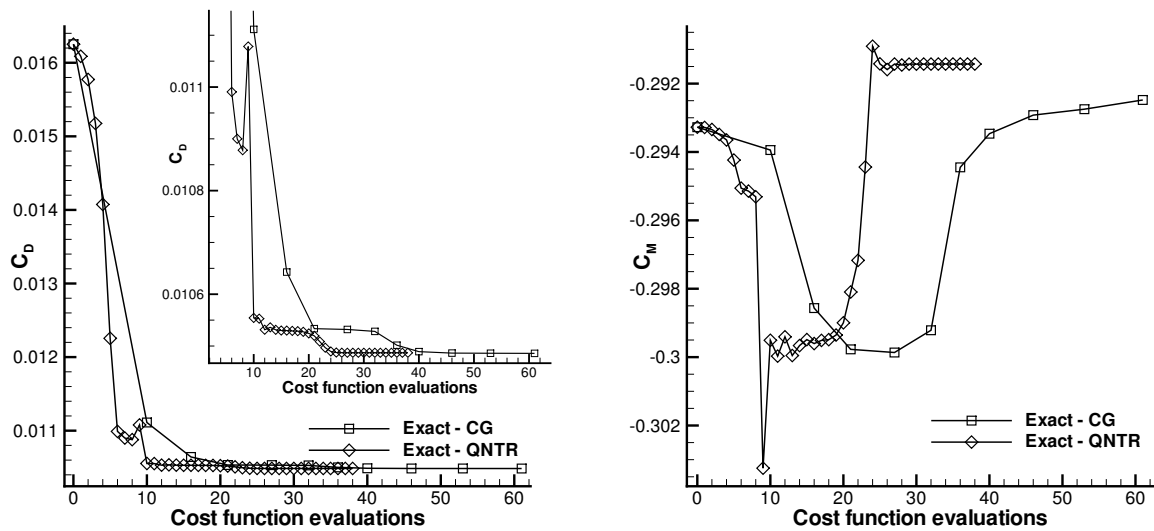 0.016
0.015
0.014
0.013
0.012
0.011
C_D
0 10 20 30 40 50 60
Cost function evaluations
Exact - CG
Exact - QNTR
0.011
0.0108
0.0106
C_D
10 20 30 40 50 60
Cost function evaluations
-0.292
-0.294
-0.296
-0.298
-0.3
-0.302
C_M
0 10 20 30 40 50 60
Cost function evaluations
Exact - CG
Exact - QNTR